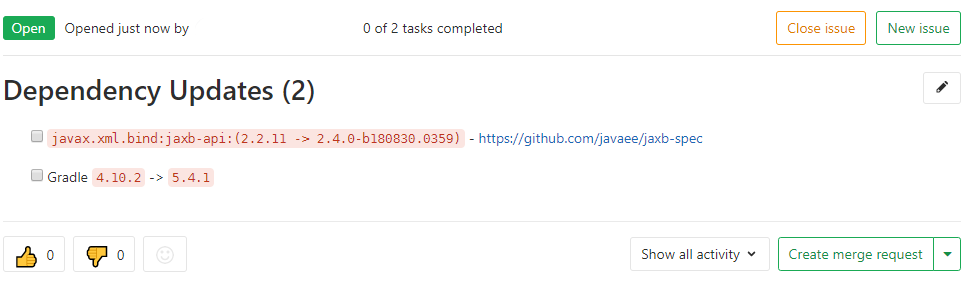 Open Opened just now by 0 of 2 tasks completed Close issue New issue
Dependency Updates (2)
javax.xml.bind:jaxb-api:(2.2.11 -> 2.4.0-b180830.0359) - https://github.com/javaee/jaxb-spec
Gradle 4.10.2 -> 5.4.1
0 0 Show all activity Create merge request